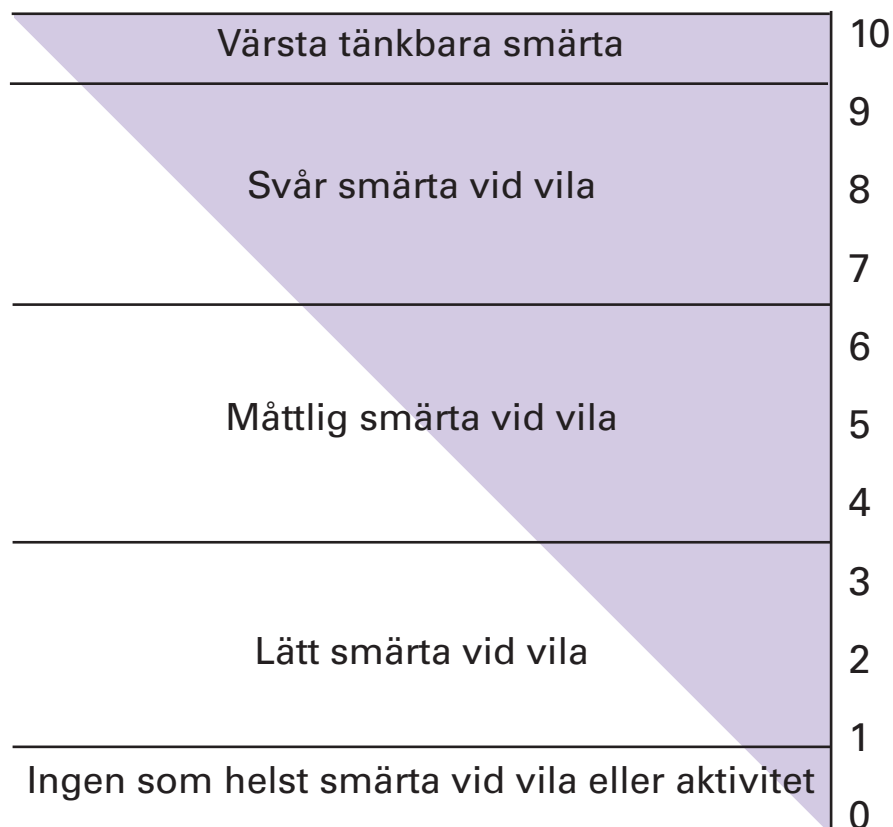 Värsta tänkbara smärta 10
9
Svår smärta vid vila 8
7
6
Måttlig smärta vid vila 5
4
3
Lätt smärta vid vila 2
1
Ingen som helst smärta vid vila eller aktivitet 0